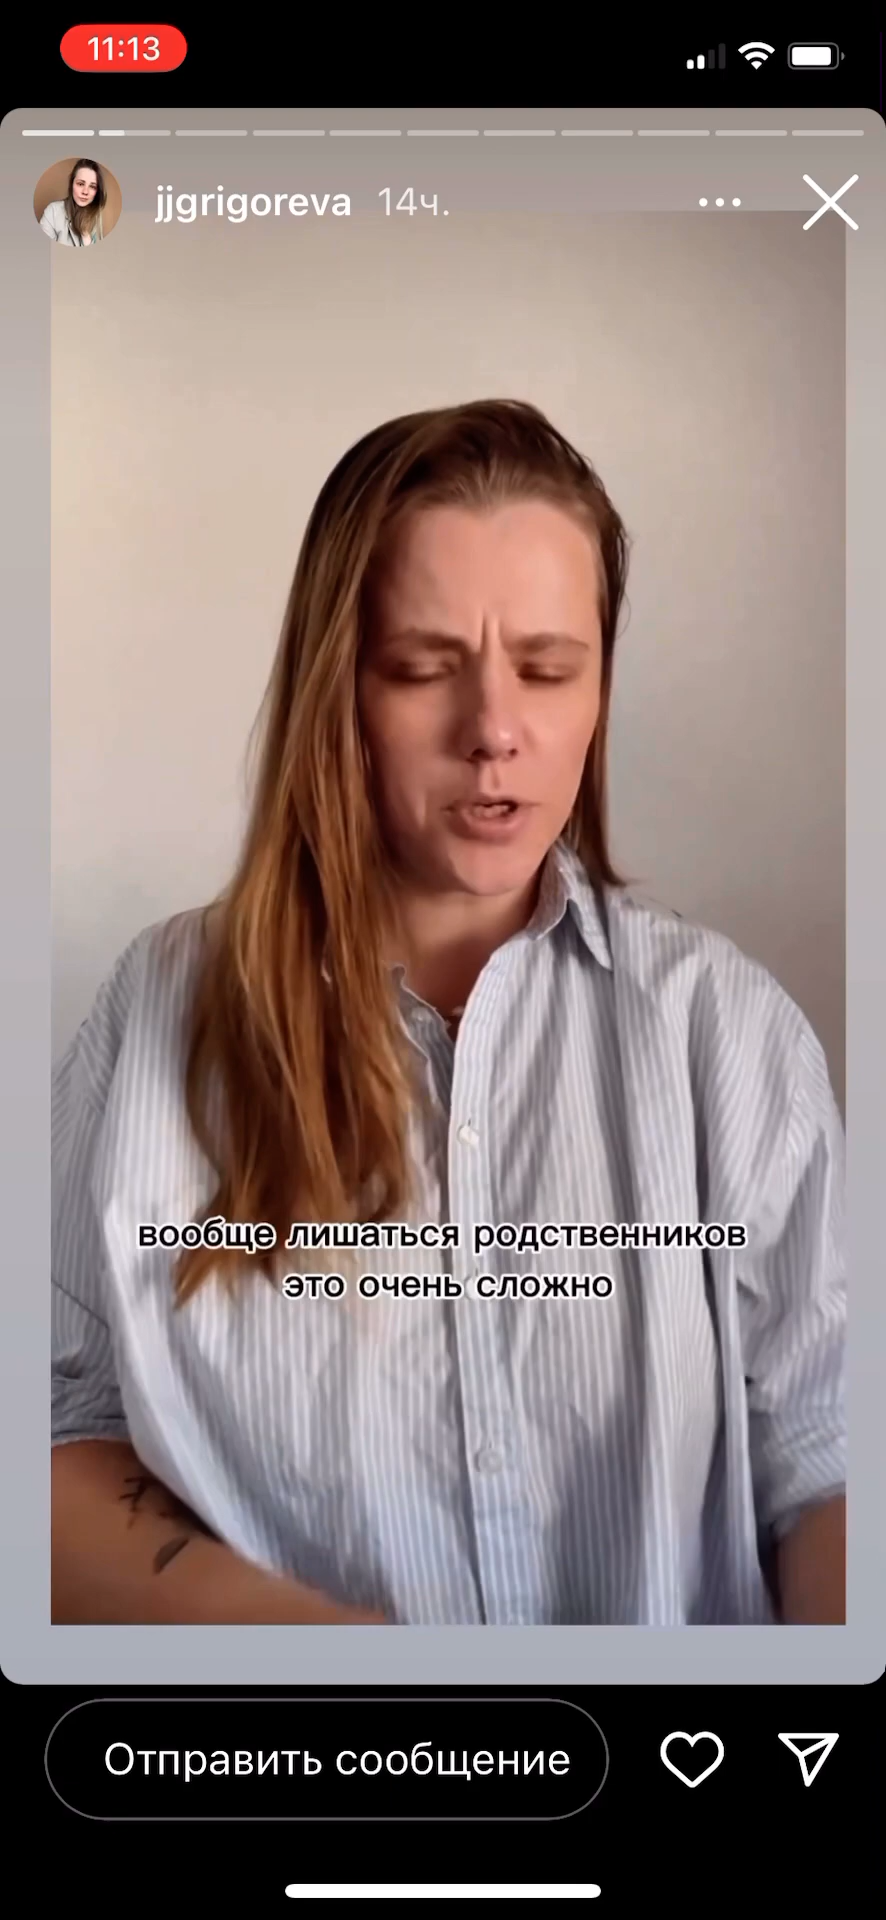 11:13
jjgrigoreva 14ч.
вообще лишаться родственников
это очень сложно
Отправить сообщение